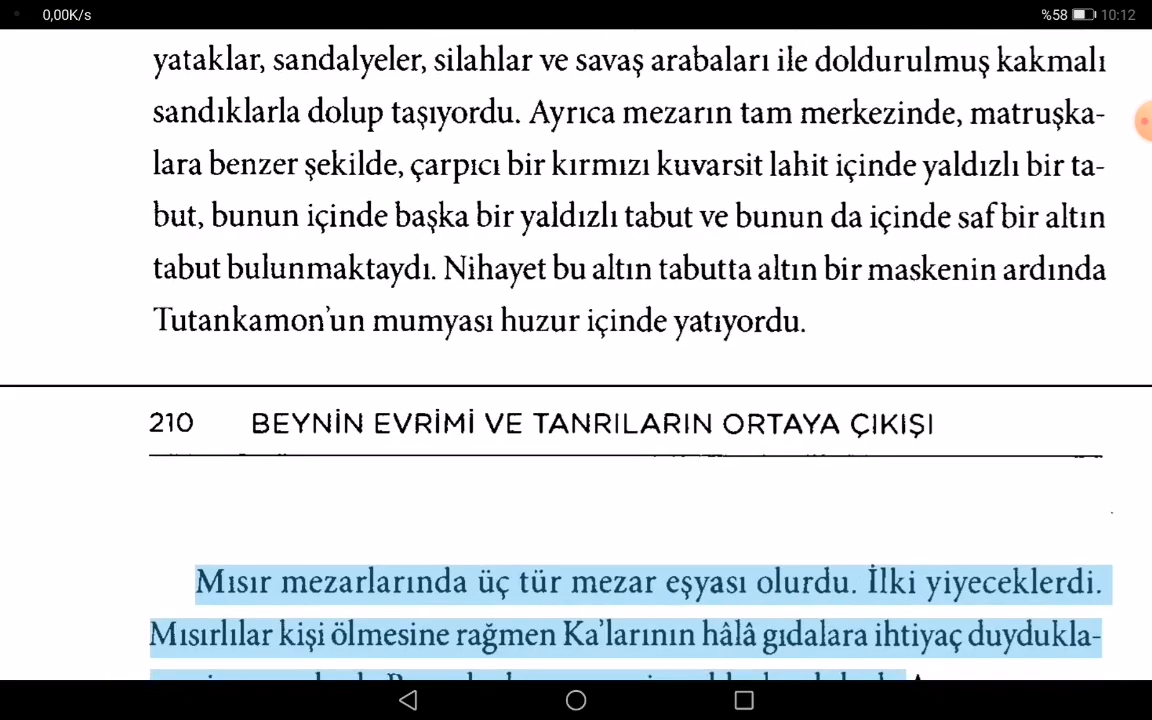 0,00K/s
%58 10:12
yataklar, sandalyeler, silahlar ve savaş arabaları ile doldurulmuş kakmalı
sandıklarla dolup taşıyordu. Ayrıca mezarın tam merkezinde, matruşka-
lara benzer şekilde, çarpıcı bir kırmızı kuvarsit lahit içinde yaldızlı bir ta-
but, bunun içinde başka bir yaldızlı tabut ve bunun da içinde saf bir altın
tabut bulunmaktaydı. Nihayet bu altın tabutta altın bir maskenin ardında
Tutankamon'un mumyası huzur içinde yatıyordu.
210 BEYNİN EVRİMİ VE TANRILARIN ORTAYA ÇIKIŞI
Mısır mezarlarında üç tür mezar eşyası olurdu. İlki yiyeceklerdi.
Mısırlılar kişi ölmesine rağmen Ka'larının hâlâ gıdalara ihtiyaç duydukla-